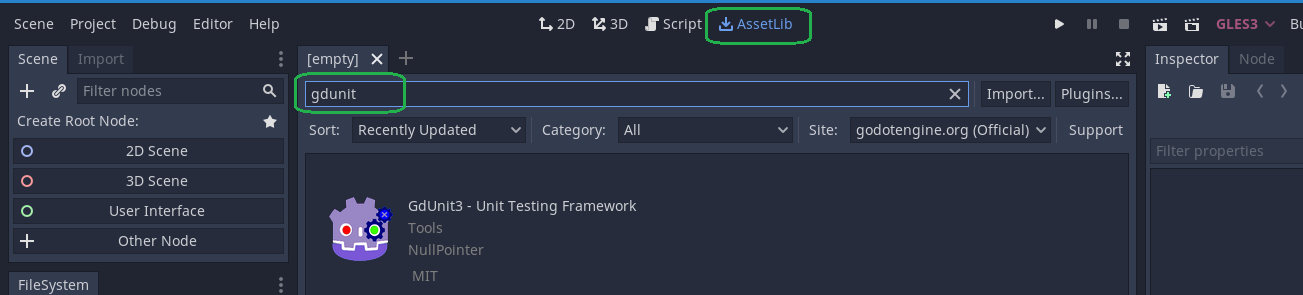 Scene Project Debug Editor Help 2D 3D Script AssetLib GLES3
Scene Import [empty] Inspector Node
Filter nodes gdunit Import... Plugins...
Create Root Node: Sort: Recently Updated Category: All Site: godotengine.org (Official) Support
2D Scene Filter properties
3D Scene
User Interface GdUnit3 - Unit Testing Framework
Tools
Other Node NullPointer
MIT
FileSystem